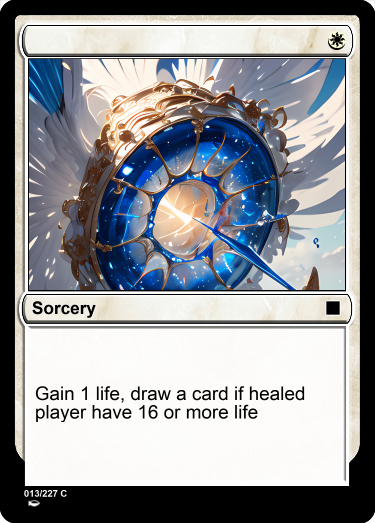 Sorcery
Gain 1 life, draw a card if healed
player have 16 or more life
013/227 C